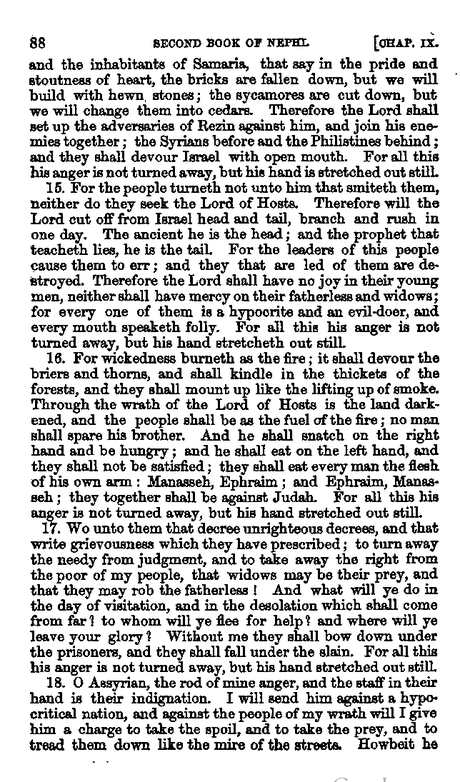 88 SECOND BOOK OF NEPHI. [CHAP. IX.
and the inhabitants of Samaria, that say in the pride and
stoutness of heart, the bricks are fallen down, but we will
build with hewn stones; the sycamores are cut down, but
we will change them into cedars. Therefore the Lord shall
set up the adversaries of Rezin against him, and join his ene-
mies together; the Syrians before and the Philistines behind;
and they shall devour Israel with open mouth. For all this
his anger is not turned away, but his hand is stretched out still.
15. For the people turneth not unto him that smiteth them,
neither do they seek the Lord of Hosts. Therefore will the
Lord cut off from Israel head and tail, branch and rush in
one day. The ancient he is the head; and the prophet that
teacheth lies, he is the tail. For the leaders of this people
cause them to err; and they that are led of them are de-
stroyed. Therefore the Lord shall have no joy in their young
men, neither shall have mercy on their fatherless and widows;
for every one of them is a hypocrite and an evil-doer, and
every mouth speaketh folly. For all this his anger is not
turned away, but his hand stretcheth out still.
16. For wickedness burneth as the fire; it shall devour the
briers and thorns, and shall kindle in the thickets of the
forests, and they shall mount up like the lifting up of smoke.
Through the wrath of the Lord of Hosts is the land dark-
ened, and the people shall be as the fuel of the fire; no man
shall spare his brother. And he shall snatch on the right
hand and be hungry; and he shall eat on the left hand, and
they shall not be satisfied; they shall eat every man the flesh
of his own arm: Manasseh, Ephraim; and Ephraim, Manas-
seh; they together shall be against Judah. For all this his
anger is not turned away, but his hand stretched out still.
17. Wo unto them that decree unrighteous decrees, and that
write grievousness which they have prescribed; to turn away
the needy from judgment, and to take away the right from
the poor of my people, that widows may be their prey, and
that they may rob the fatherless! And what will ye do in
the day of visitation, and in the desolation which shall come
from far? to whom will ye flee for help? and where will ye
leave your glory? Without me they shall bow down under
the prisoners, and they shall fall under the slain. For all this
his anger is not turned away, but his hand stretched out still.
18. O Assyrian, the rod of mine anger, and the staff in their
hand is their indignation. I will send him against a hypo-
critical nation, and against the people of my wrath will I give
him a charge to take the spoil, and to take the prey, and to
tread them down like the mire of the streets. Howbeit he